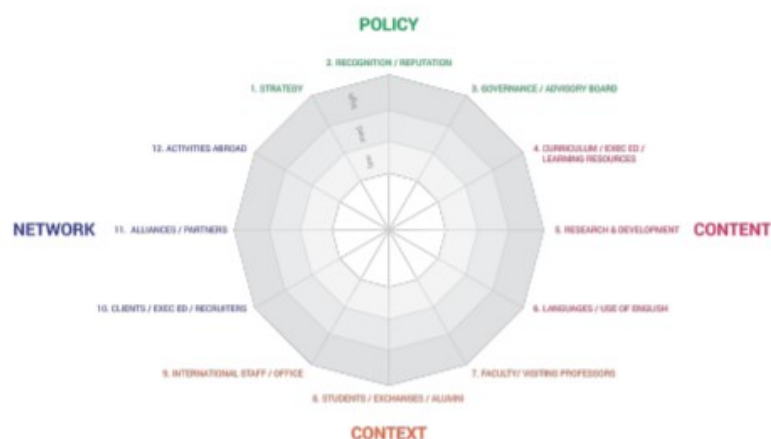 POLICY
2. RECOGNITION / REPUTATION
1. STRATEGY
3. GOVERNANCE / ADVISORY BOARD
12. ACTIVITIES ABROAD
4. CURRICULUM / EXEC ED /
LEARNING RESOURCES
NETWORK
11. ALLIANCES / PARTNERS
5. RESEARCH & DEVELOPMENT
CONTENT
10. CLIENTS / EXEC ED / RECRUITERS
6. LANGUAGES / USE OF ENGLISH
9. INTERNATIONAL STAFF / OFFICE
7. FACULTY/ VISITING PROFESSORS
8. STUDENTS / EXCHANGES / ALUMNI
CONTEXT